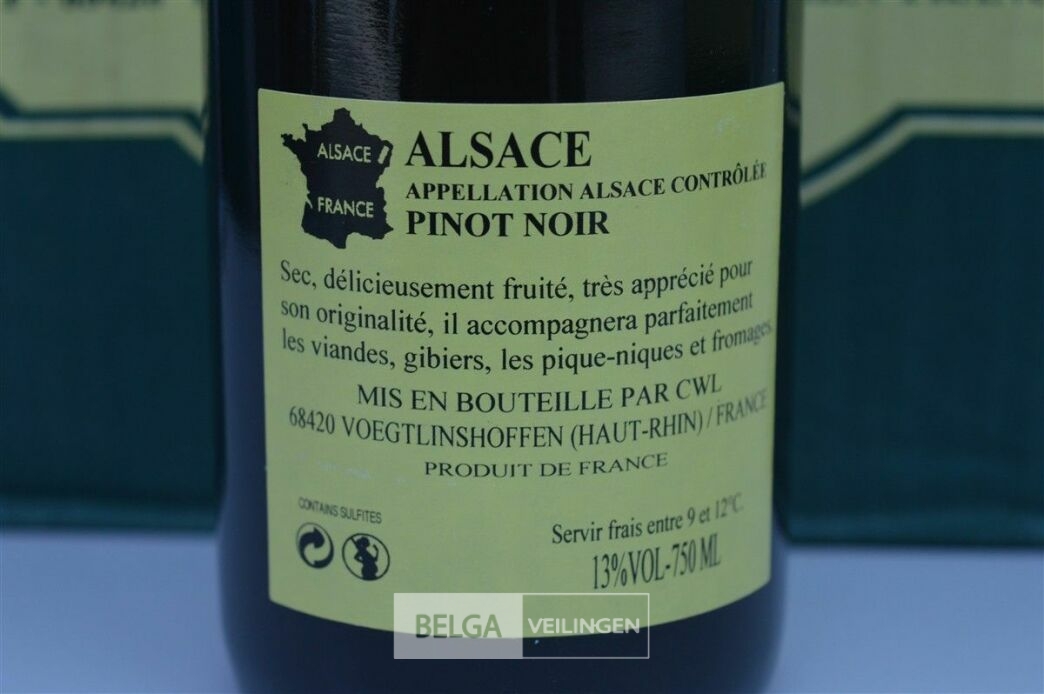 ALSACE
FRANCE
ALSACE
APPELLATION ALSACE CONTRÔLÉE
PINOT NOIR
Sec, délicieusement fruité, très apprécié pour
son originalité, il accompagnera parfaitement
les viandes, gibiers, les pique-niques et fromages.
MIS EN BOUTEILLE PAR CWL
68420 VOEGTLINSHOFFEN (HAUT-RHIN) / FRANCE
PRODUIT DE FRANCE
CONTAINS SULFITES
Servir frais entre 9 et 12°C.
13%VOL-750 ML
BELGA VEILINGEN